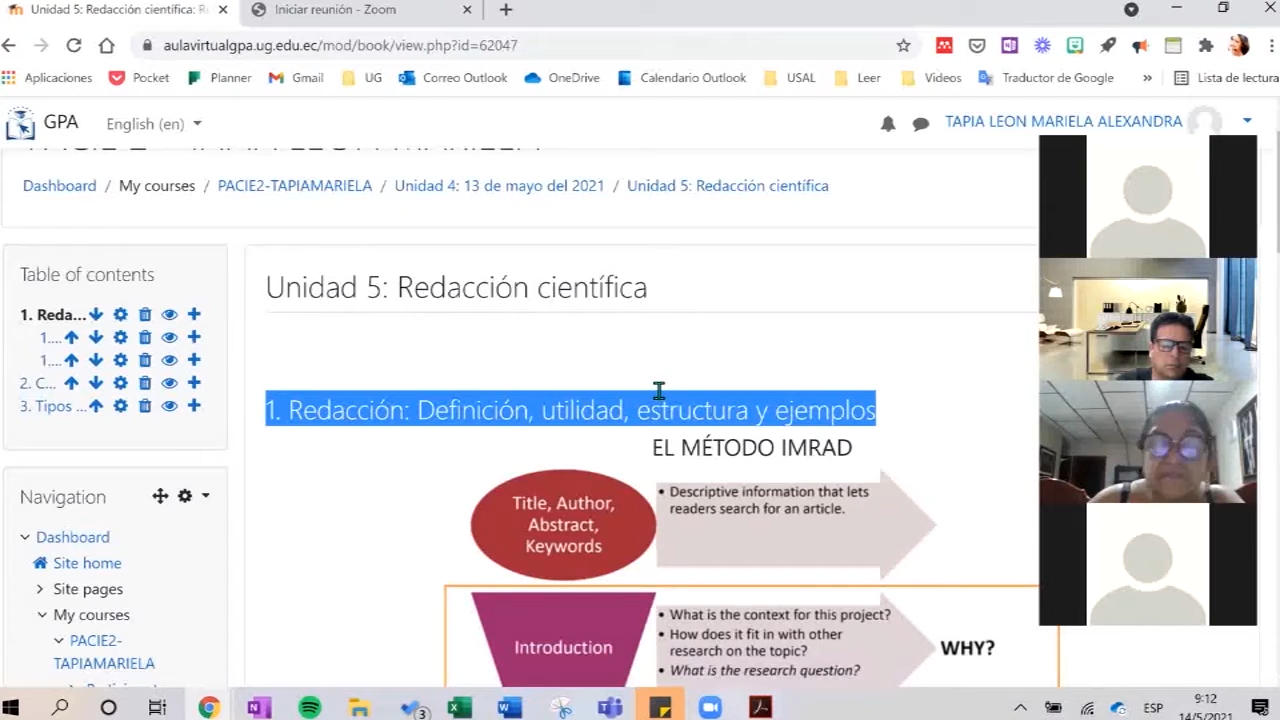 Unidad 5: Redacción científica: R
Iniciar reunión - Zoom
aulavirtualgpa.ug.edu.ec/mod/book/view.php?id=62047
Aplicaciones Pocket Planner Gmail UG Correo Outlook OneDrive Calendario Outlook USAL Leer Videos Traductor de Google » Lista de lectura
GPA English (en) TAPIA LEON MARIELA ALEXANDRA
Dashboard / My courses / PACIE2-TAPIAMARIELA / Unidad 4: 13 de mayo del 2021 / Unidad 5: Redacción científica
Table of contents
1. Reda...
1....
1....
2. C...
3. Tipos ...
Navigation
Dashboard
Site home
Site pages
My courses
PACIE2-
TAPIAMARIELA
Unidad 5: Redacción científica
1. Redacción: Definición, utilidad, estructura y ejemplos
EL MÉTODO IMRAD
Title, Author,
Abstract,
Keywords
• Descriptive information that lets
readers search for an article.
Introduction
• What is the context for this project?
• How does it fit in with other
research on the topic?
• What is the research question?
WHY?
3
ESP
9:12
14/5/2021